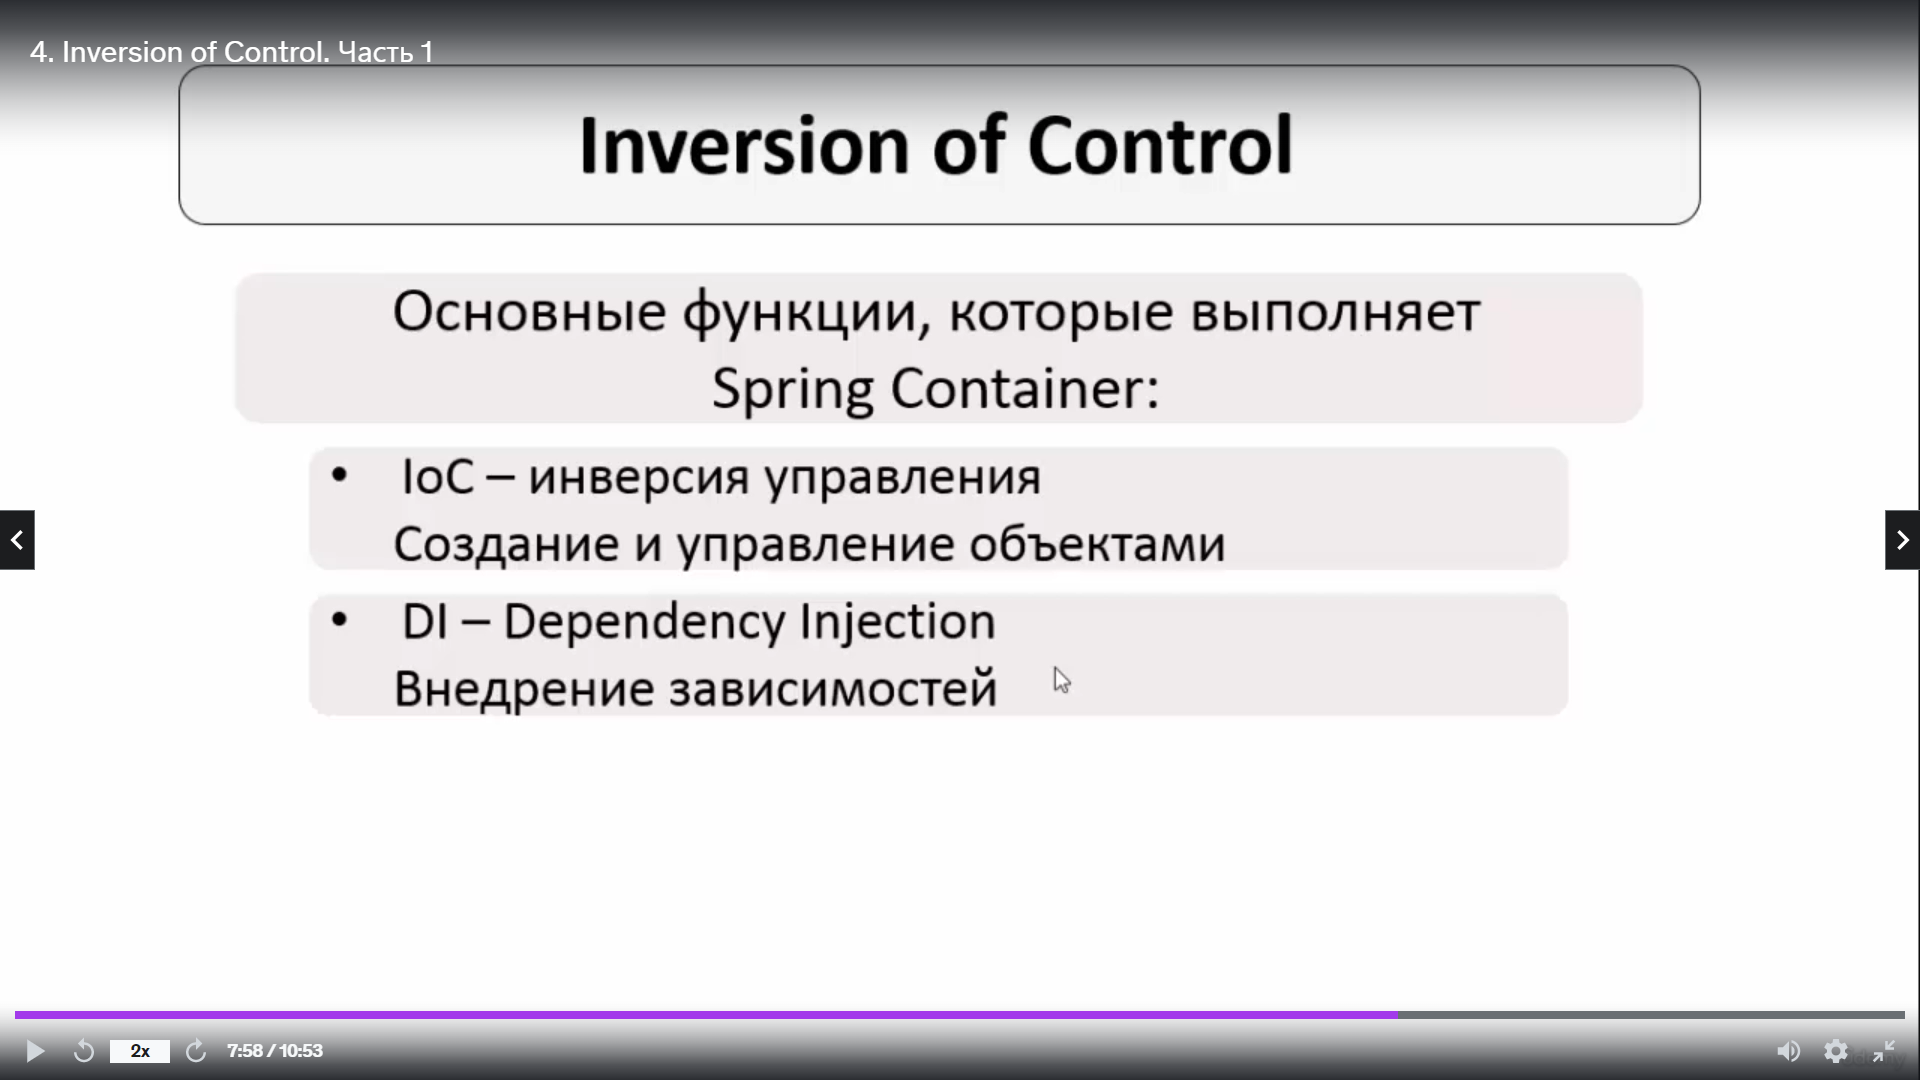 4. Inversion of Control. Часть 1
Inversion of Control
Основные функции, которые выполняет
Spring Container:
• IoC – инверсия управления
Создание и управление объектами
• DI – Dependency Injection
Внедрение зависимостей
2x
7:58 / 10:53